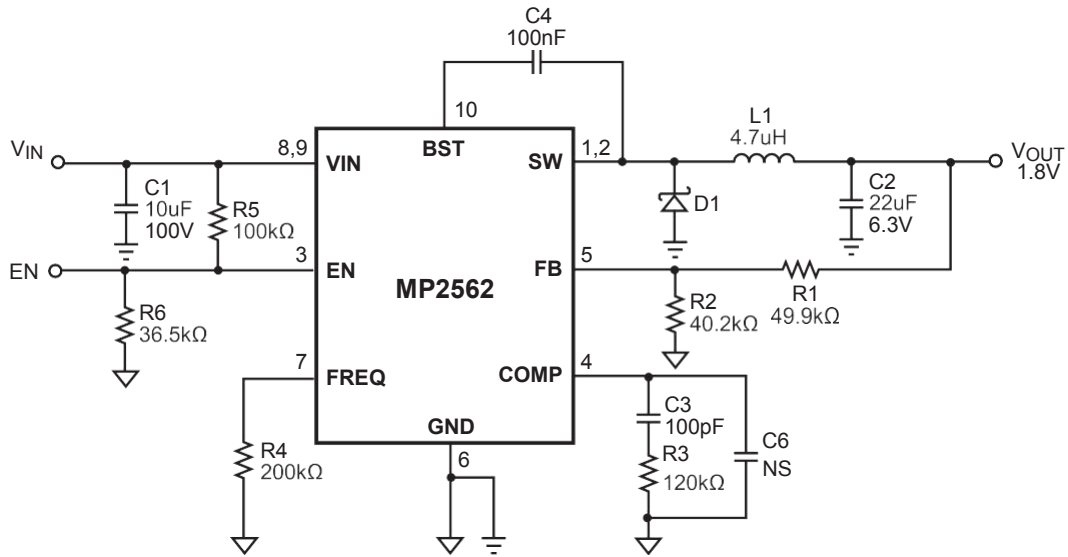 C4
100nF
10
VIN
8,9
VIN
BST
SW
1,2
L1
4.7uH
VOUT
1.8V
C1
10uF
100V
R5
100kΩ
D1
C2
22uF
6.3V
EN
3
EN
MP2562
FB
5
R1
49.9kΩ
R2
40.2kΩ
R6
36.5kΩ
7
FREQ
COMP
4
C3
100pF
C6
NS
GND
6
R4
200kΩ
R3
120kΩ